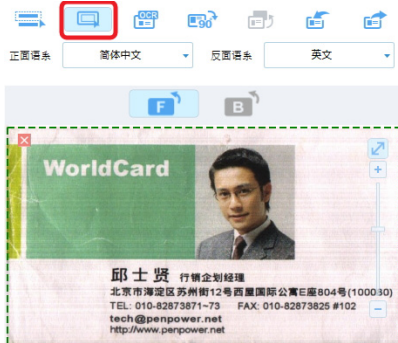 OCR
90°
正面语系 简体中文 反面语系 英文
F B
WorldCard
邱士贤 行销企划经理
北京市海淀区苏州街12号西屋国际公寓E座804号(100080)
TEL: 010-82873871~73 FAX: 010-82873825 #102
tech@penpower.net
http://www.penpower.net